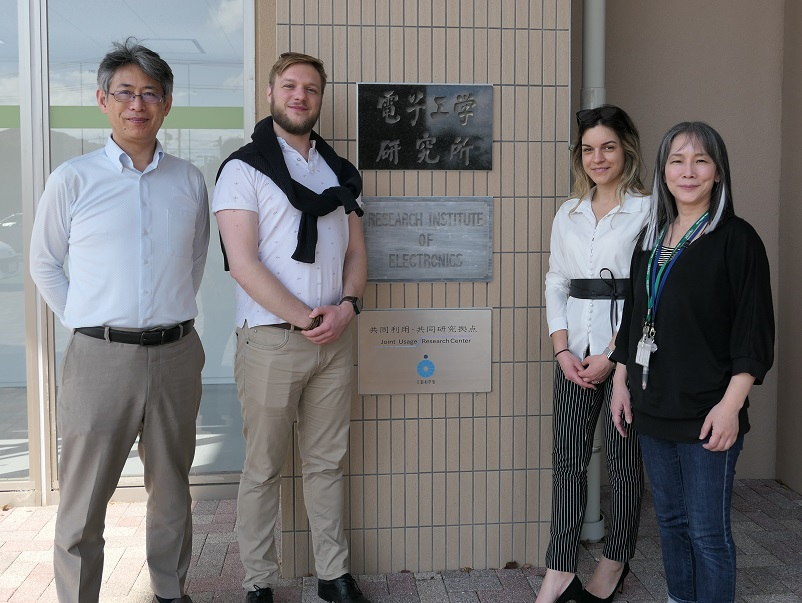 電子工学
研究所
RESEARCH INSTITUTE
OF
ELECTRONICS
共同利用・共同研究拠点
Joint Usage / Research Center